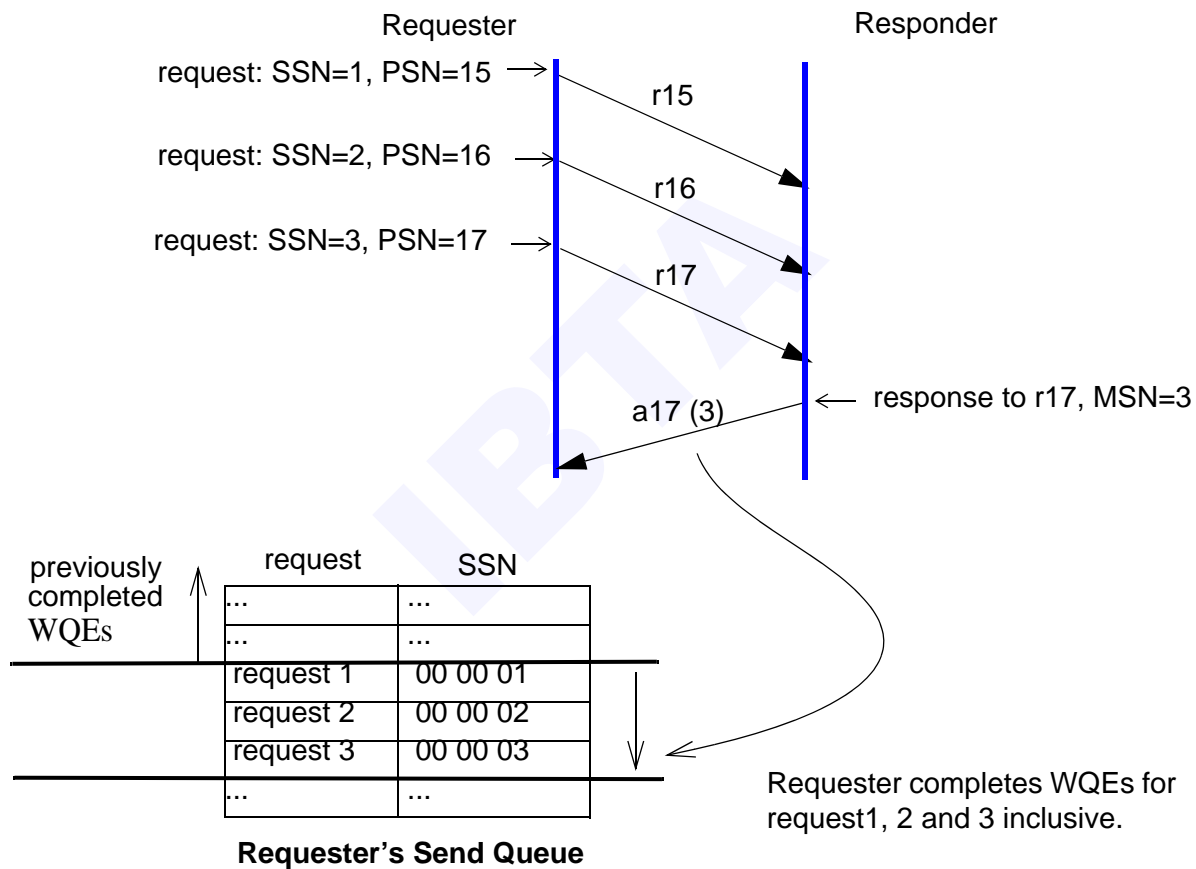 Requester
Responder
request: SSN=1, PSN=15
r15
request: SSN=2, PSN=16
r16
request: SSN=3, PSN=17
r17
response to r17, MSN=3
a17 (3)
IBTA
previously
completed
WQEs
request SSN
... ...
... ...
request 1 00 00 01
request 2 00 00 02
request 3 00 00 03
... ...
Requester completes WQEs for
request1, 2 and 3 inclusive.
Requester's Send Queue